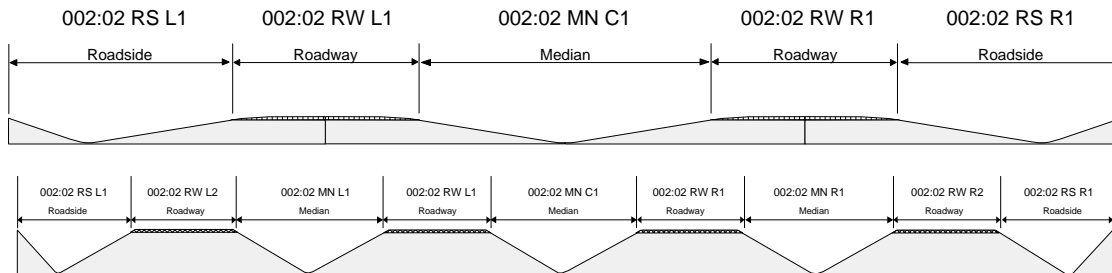 002:02 RS L1 002:02 RW L1 002:02 MN C1 002:02 RW R1 002:02 RS R1
Roadside Roadway Median Roadway Roadside
002:02 RS L1 002:02 RW L2 002:02 MN L1 002:02 RW L1 002:02 MN C1 002:02 RW R1 002:02 MN R1 002:02 RW R2 002:02 RS R1
Roadside Roadway Median Roadway Median Roadway Median Roadway Roadside